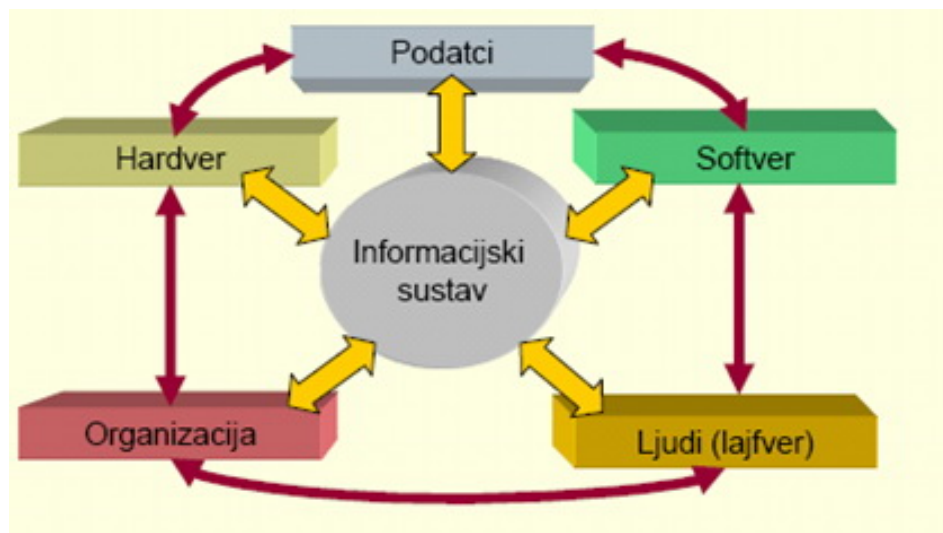 Podatci
Hardver
Softver
Informacijski
sustav
Organizacija
Ljudi (lajfver)